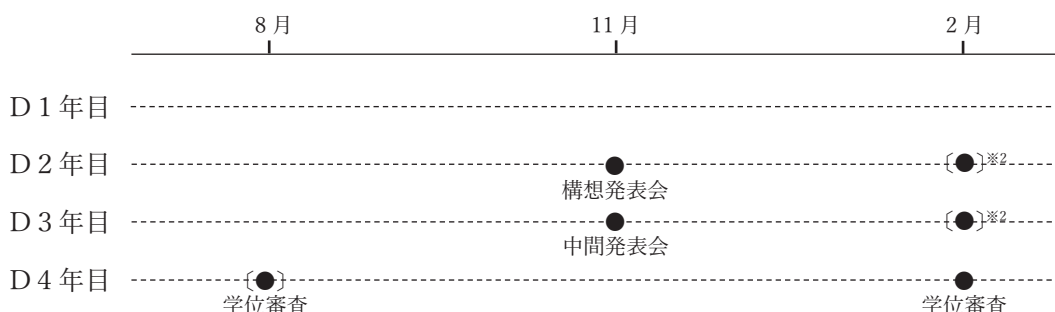 8月 11月 2月
D1年目
D2年目 〔●〕※2
構想発表会
D3年目 〔●〕※2
中間発表会
D4年目 〔●〕
学位審査 学位審査